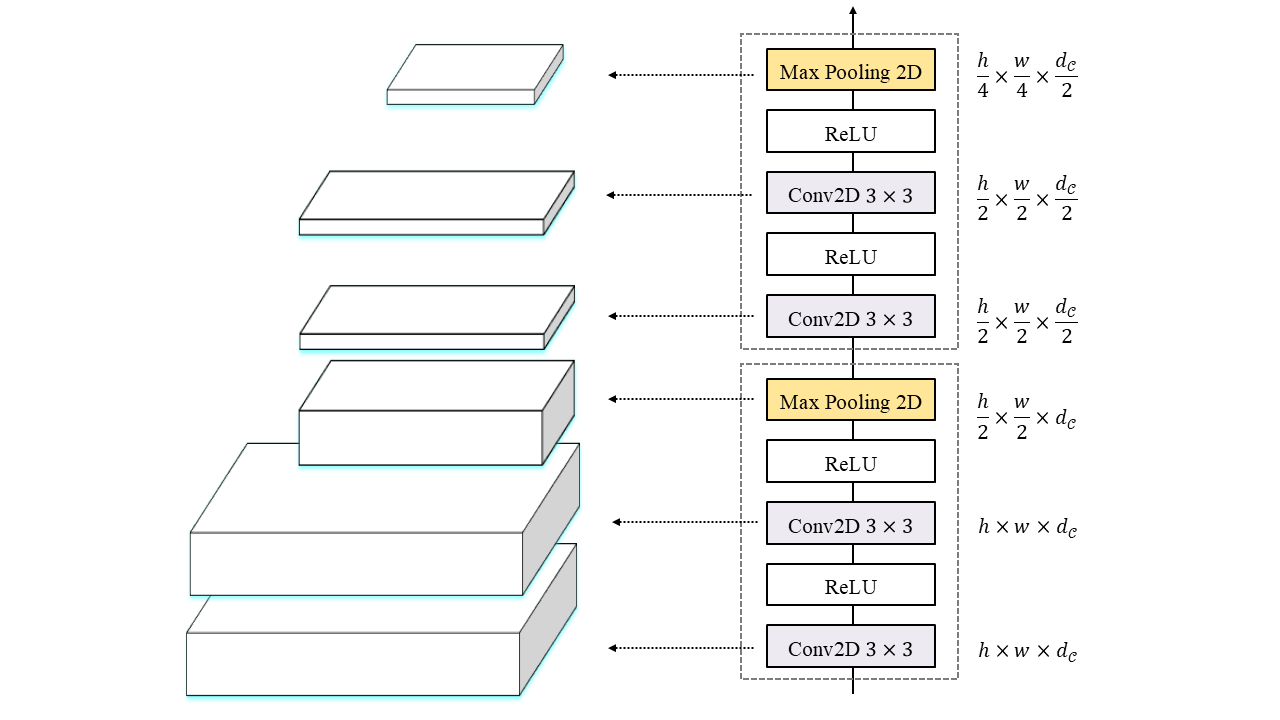 Max Pooling 2D
h/4 × w/4 × d_𝒞/2
ReLU
Conv2D 3 × 3
h/2 × w/2 × d_𝒞/2
ReLU
Conv2D 3 × 3
h/2 × w/2 × d_𝒞/2
Max Pooling 2D
h/2 × w/2 × d_𝒞
ReLU
Conv2D 3 × 3
h × w × d_𝒞
ReLU
Conv2D 3 × 3
h × w × d_𝒞